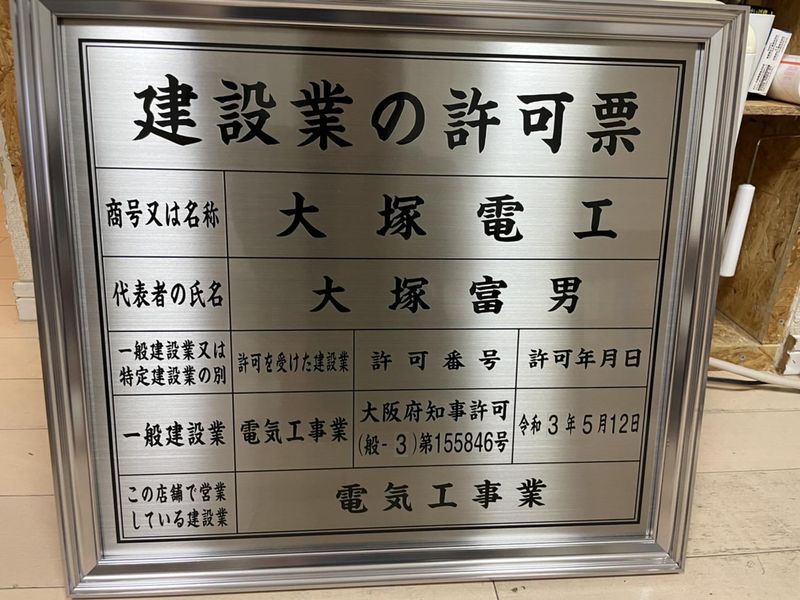 建設業の許可票
商号又は名称 大塚電工
代表者の氏名 大塚富男
一般建設業又は
特定建設業の別
許可を受けた建設業 許可番号 許可年月日
一般建設業 電気工事業
大阪府知事許可
(般-3)第155846号
令和3年5月12日
この店舗で営業
している建設業
電気工事業